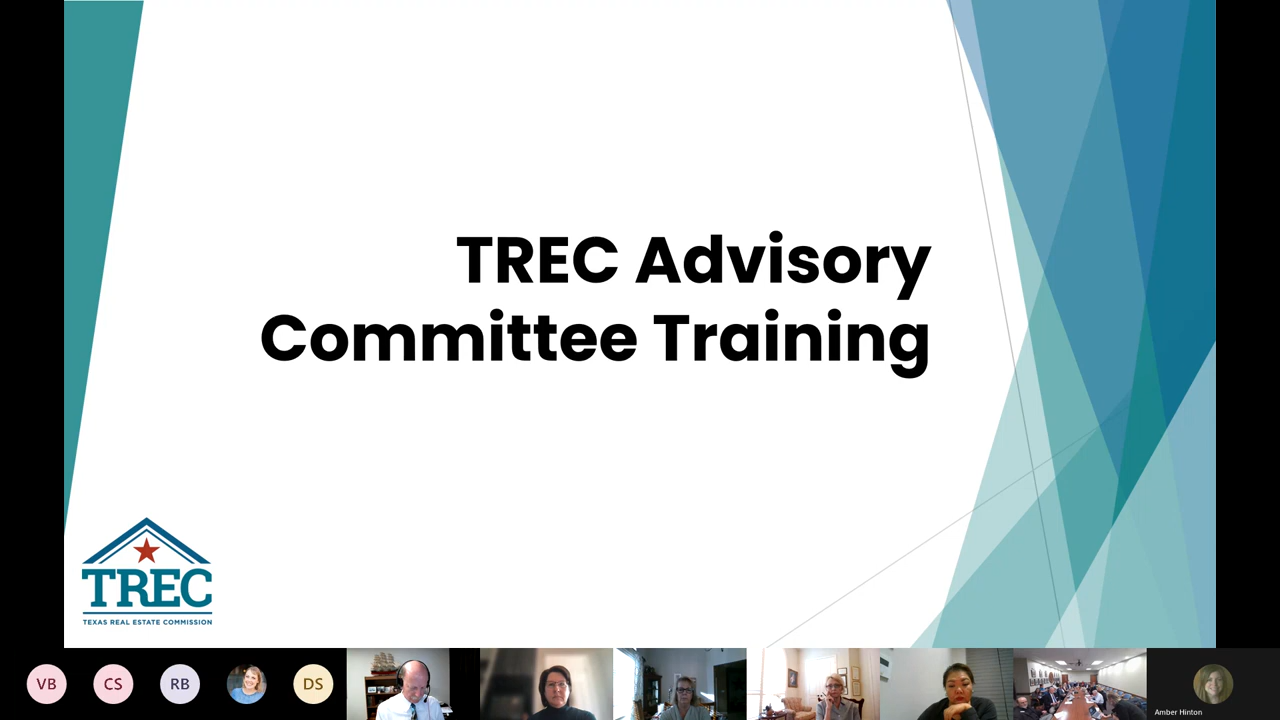 TREC Advisory
Committee Training
TREC
TEXAS REAL ESTATE COMMISSION
VB
CS
RB
DS
Amber Hinton